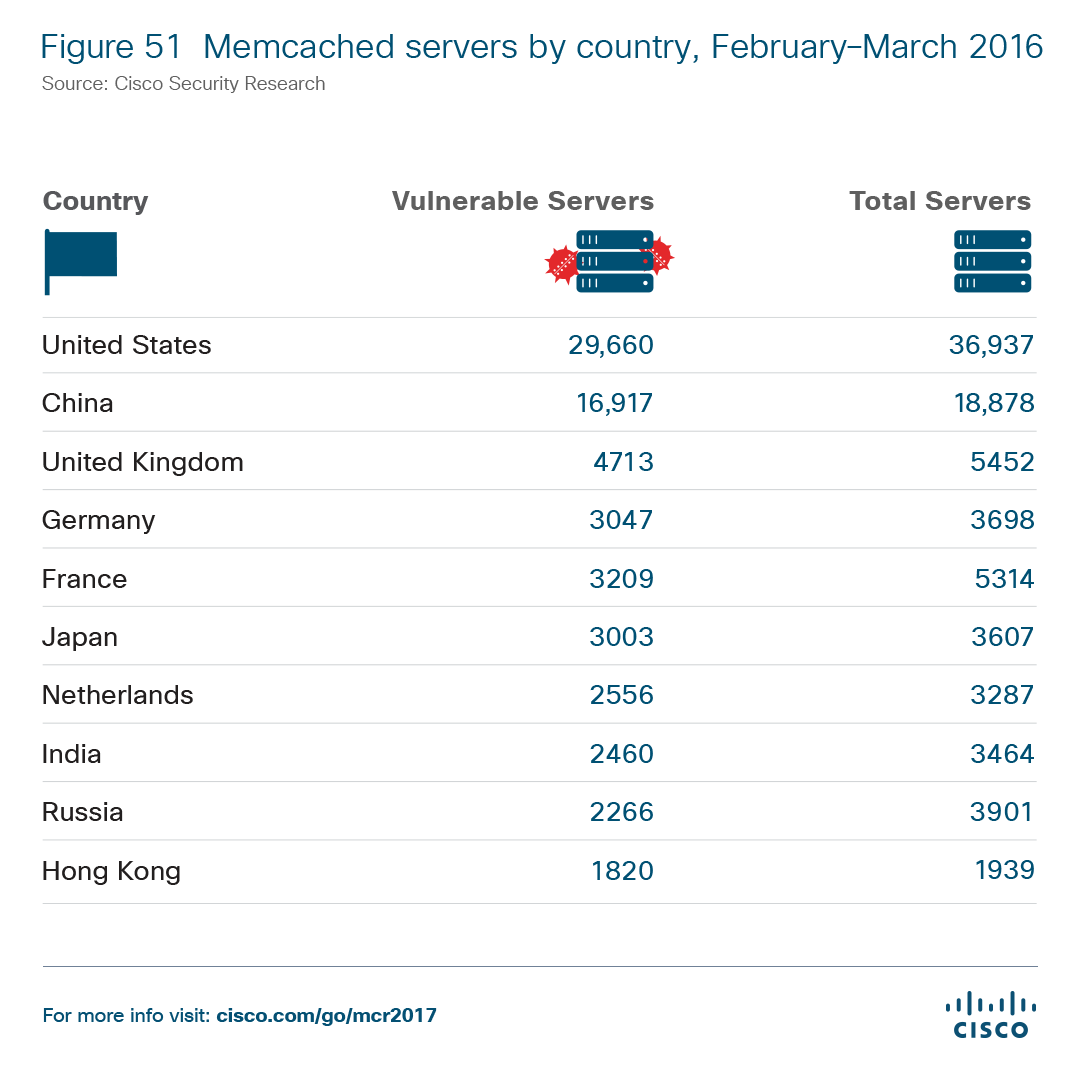 Figure 51  Memcached servers by country, February–March 2016
Source: Cisco Security Research
Country Vulnerable Servers Total Servers
United States 29,660 36,937
China 16,917 18,878
United Kingdom 4713 5452
Germany 3047 3698
France 3209 5314
Japan 3003 3607
Netherlands 2556 3287
India 2460 3464
Russia 2266 3901
Hong Kong 1820 1939
For more info visit: cisco.com/go/mcr2017
CISCO